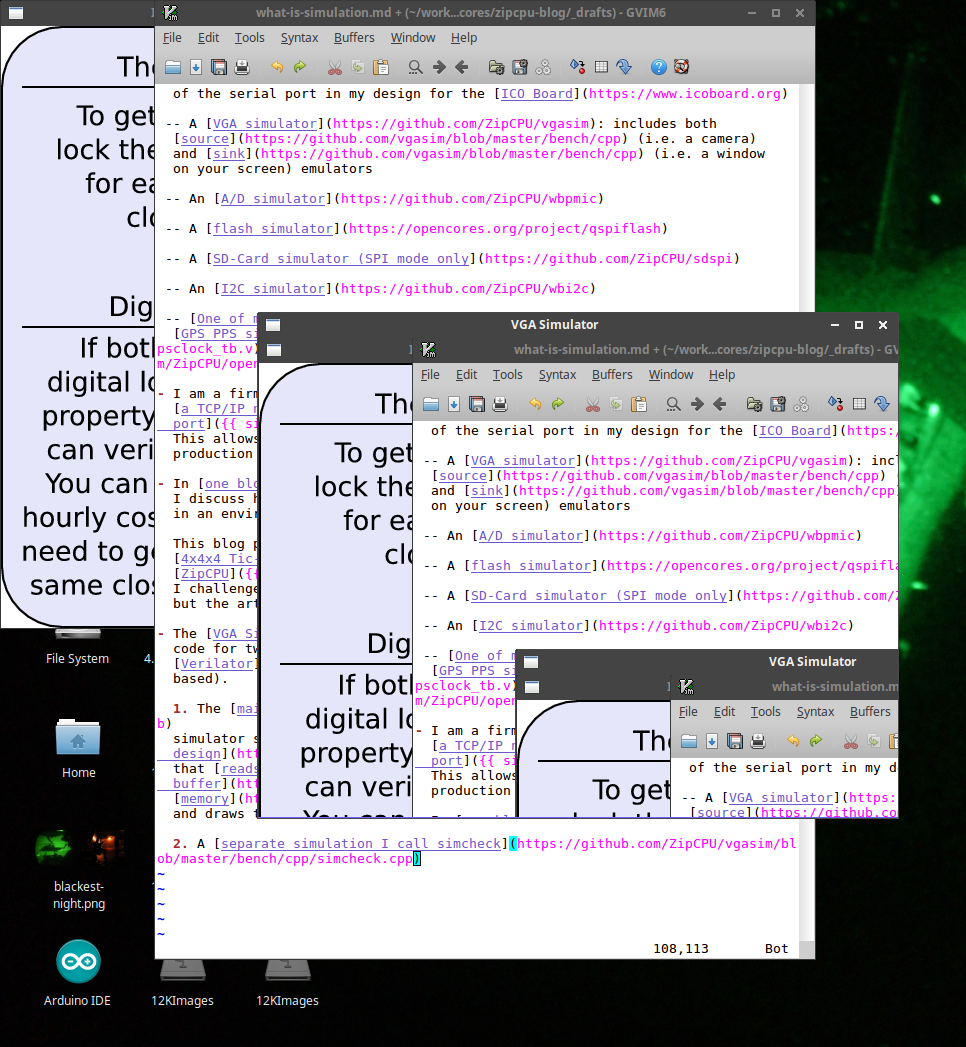 what-is-simulation.md + (~/work...cores/zipcpu-blog/_drafts) - GVIM6
File Edit Tools Syntax Buffers Window Help
of the serial port in my design for the [ICO Board](https://www.icoboard.org)
-- A [VGA simulator](https://github.com/ZipCPU/vgasim): includes both
[source](https://github.com/vgasim/blob/master/bench/cpp) (i.e. a camera)
and [sink](https://github.com/vgasim/blob/master/bench/cpp) (i.e. a window
on your screen) emulators
-- An [A/D simulator](https://github.com/ZipCPU/wbpmic)
-- A [flash simulator](https://opencores.org/project/qspiflash)
-- A [SD-Card simulator (SPI mode only](https://github.com/ZipCPU/sdspi)
-- An [I2C simulator](https://github.com/ZipCPU/wbi2c)
-- [One of m
[GPS PPS si
psclock_tb.v)
m/ZipCPU/open
- I am a firm
[a TCP/IP n
port]({{ si
This allows
production
- In [one blo
I discuss h
in an envir
This blog p
[4x4x4 Tic-
[ZipCPU]({{
I challenge
but the art
- The [VGA Si
code for tw
[Verilator]
based).
1. The [mai
b)
simulator s
design](htt
that [reads
buffer](htt
[memory](ht
and draws t
2. A [separate simulation I call simcheck](https://github.com/ZipCPU/vgasim/bl
ob/master/bench/cpp/simcheck.cpp)
~
~
~
~
~
108,113 Bot
The
To get
lock the
for ea
clo
Dig
If both
digital lo
property
can veri
You can
hourly cos
need to ge
same clos
File System
4.
Home
blackest-
night.png
Arduino IDE
12KImages
12KImages
VGA Simulator
what-is-simulation.md + (~/work...cores/zipcpu-blog/_drafts) - GV
File Edit Tools Syntax Buffers Window Help
of the serial port in my design for the [ICO Board](https:/
-- A [VGA simulator](https://github.com/ZipCPU/vgasim): incl
[source](https://github.com/vgasim/blob/master/bench/cpp)
and [sink](https://github.com/vgasim/blob/master/bench/cpp)
on your screen) emulators
-- An [A/D simulator](https://github.com/ZipCPU/wbpmic)
-- A [flash simulator](https://opencores.org/project/qspifla
-- A [SD-Card simulator (SPI mode only](https://github.com/Z
-- An [I2C simulator](https://github.com/ZipCPU/wbi2c)
-- [One of m
[GPS PPS si
psclock_tb.v)
m/ZipCPU/open
- I am a firm
[a TCP/IP n
port]({{ si
This allows
production
The
To get
lock the
for ea
clo
Dig
If both
digital lo
property
can veri
You can
VGA Simulator
what-is-simulation.m
File Edit Tools Syntax Buffers
of the serial port in my d
-- A [VGA simulator](https:
[source](https://github.co
The
To get